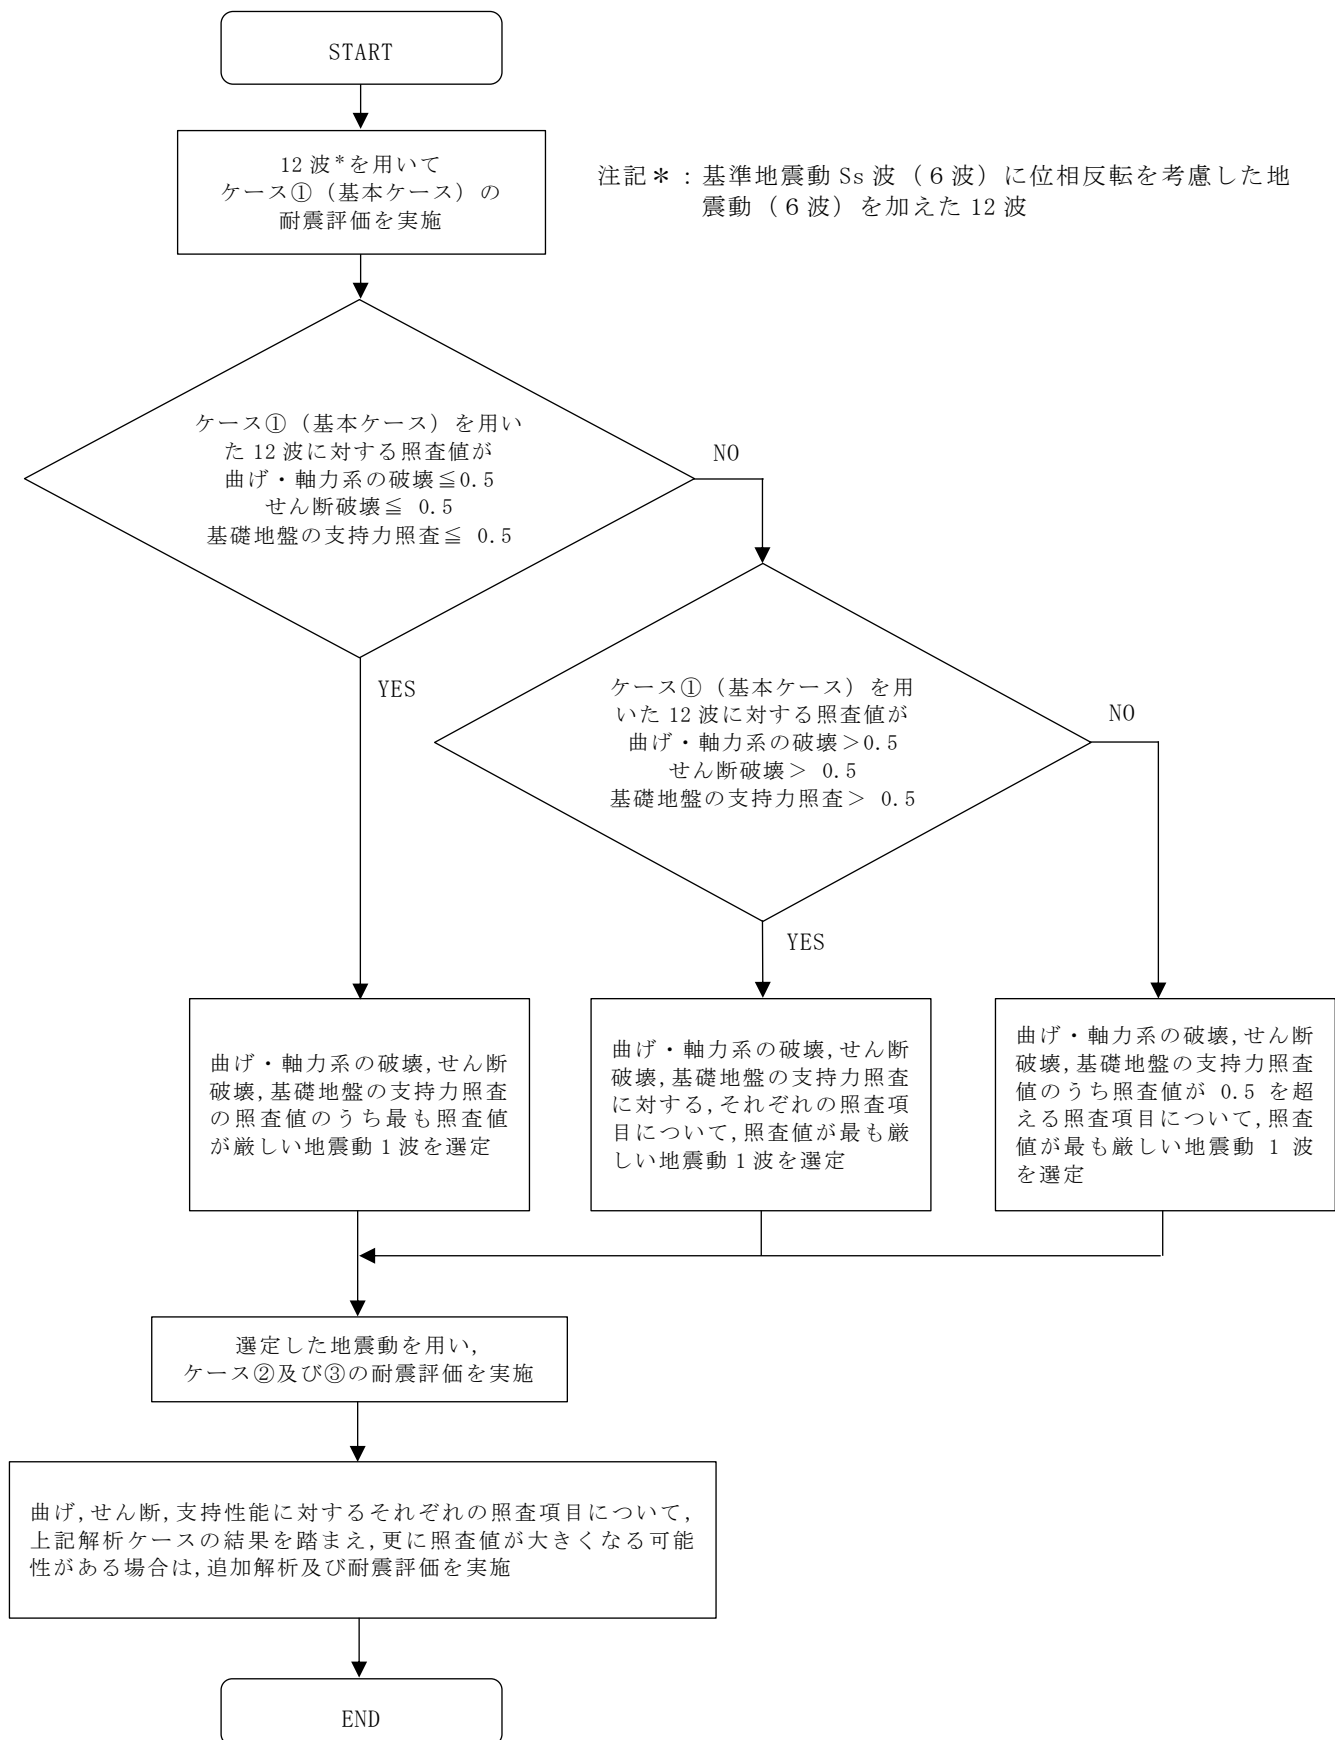 START
12 波*を用いて
ケース①（基本ケース）の
耐震評価を実施
注記＊：基準地震動 Ss 波（６波）に位相反転を考慮した地
震動（６波）を加えた 12 波
ケース①（基本ケース）を用い
た 12 波に対する照査値が
曲げ・軸力系の破壊≦0.5
せん断破壊≦ 0.5
基礎地盤の支持力照査≦ 0.5
NO
YES
ケース①（基本ケース）を用
いた 12 波に対する照査値が
曲げ・軸力系の破壊＞0.5
せん断破壊＞ 0.5
基礎地盤の支持力照査＞ 0.5
NO
YES
曲げ・軸力系の破壊,せん断
破壊,基礎地盤の支持力照査
の照査値のうち最も照査値
が厳しい地震動 1 波を選定
曲げ・軸力系の破壊,せん断
破壊,基礎地盤の支持力照査
に対する,それぞれの照査項
目について,照査値が最も厳
しい地震動 1 波を選定
曲げ・軸力系の破壊,せん断
破壊,基礎地盤の支持力照査
値のうち照査値が 0.5 を超
える照査項目について,照査
値が最も厳しい地震動 1 波
を選定
選定した地震動を用い,
ケース②及び③の耐震評価を実施
曲げ,せん断,支持性能に対するそれぞれの照査項目について,
上記解析ケースの結果を踏まえ,更に照査値が大きくなる可能
性がある場合は,追加解析及び耐震評価を実施
END